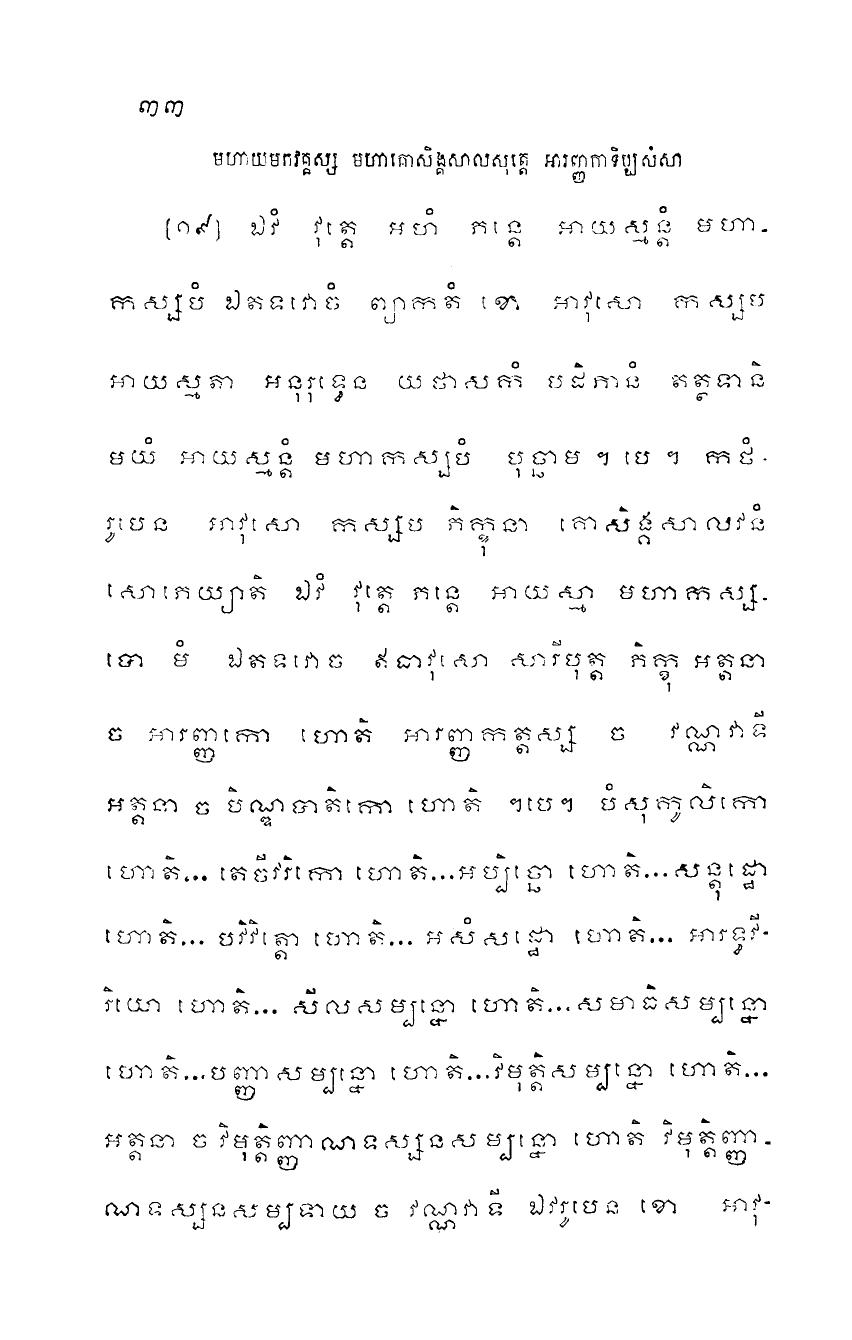 ៣៣
មហាយមកវគ្គស្ស មហាគោសិង្គសាលសុត្តេ អារញ្ញកាទិប្បសំសា
[១៩] ឯវំ វុត្តេ អហំ ភន្តេ អាយស្មន្តំ មហា-
កស្សបំ ឯតទវោចំ ព្យាកតំ ខោ អាវុសោ កស្សប
អាយស្មតា អនុរុទ្ធេន យថាសកំ បដិភានំ តត្ថទានិ
មយំ អាយស្មន្តំ មហាកស្សបំ បុច្ឆាម ។ បេ ។ កថំ-
រូបេន អាវុសោ កស្សប ភិក្ខុនា គោសិង្គសាលវនំ
សោភេយ្យាតិ ឯវំ វុត្តេ ភន្តេ អាយស្មា មហាកស្ស-
បោ មំ ឯតទវោច ឥធាវុសោ សារីបុត្ត ភិក្ខុ អត្តនា
ច អារញ្ញកោ ហោតិ អារញ្ញកត្តស្ស ច វណ្ណវាទី
អត្តនា ច បិណ្ឌបាតិកោ ហោតិ ។បេ។ បំសុកូលិកោ
ហោតិ... តេចីវរិកោ ហោតិ...អប្បិច្ឆោ ហោតិ...សន្តុដ្ឋោ
ហោតិ... បវិវិត្តោ ហោតិ... អសំសដ្ឋោ ហោតិ... អារទ្ធវី-
រិយោ ហោតិ... សីលសម្បន្នោ ហោតិ...សមាធិសម្បន្នោ
ហោតិ...បញ្ញាសម្បន្នោ ហោតិ...វិមុត្តិសម្បន្នោ ហោតិ...
អត្តនា ច វិមុត្តិញ្ញាណទស្សនសម្បន្នោ ហោតិ វិមុត្តិញ្ញា-
ណទស្សនសម្បទាយ ច វណ្ណវាទី ឯវរូបេន ខោ អាវុ-